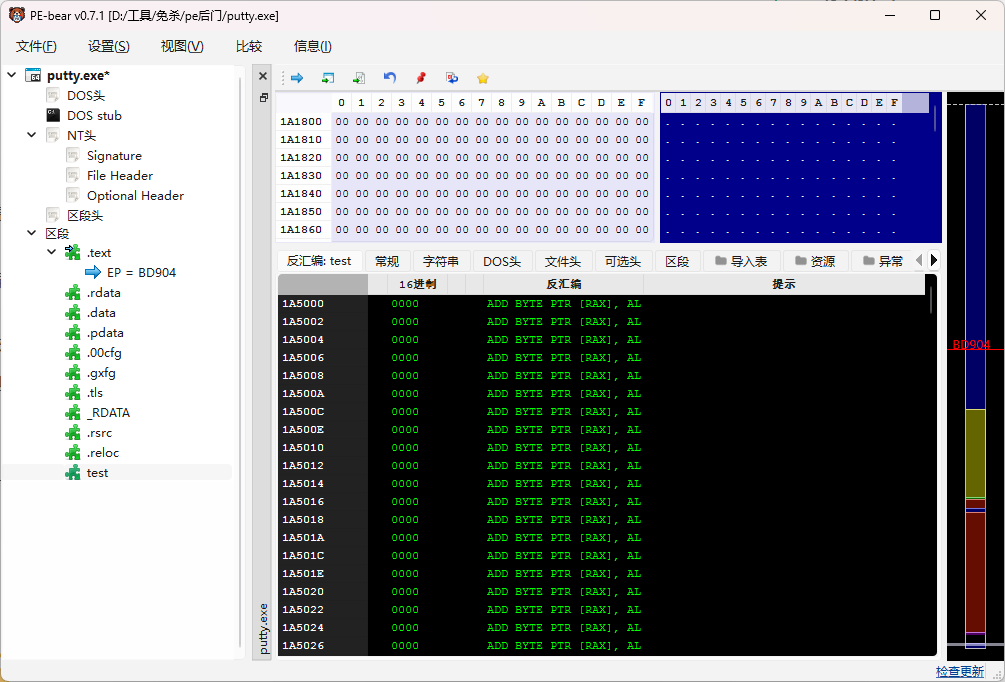 PE-bear v0.7.1 [D:/工具/免杀/pe后门/putty.exe]
文件(F) 设置(S) 视图(V) 比较 信息(I)
putty.exe*
DOS头
DOS stub
NT头
Signature
File Header
Optional Header
区段头
区段
.text
EP = BD904
.rdata
.data
.pdata
.00cfg
.gxfg
.tls
_RDATA
.rsrc
.reloc
test
putty.exe
0 1 2 3 4 5 6 7 8 9 A B C D E F 0 1 2 3 4 5 6 7 8 9 A B C D E F
1A1800 00 00 00 00 00 00 00 00 00 00 00 00 00 00 00 00 . . . . . . . . . . . . . . . .
1A1810 00 00 00 00 00 00 00 00 00 00 00 00 00 00 00 00 . . . . . . . . . . . . . . . .
1A1820 00 00 00 00 00 00 00 00 00 00 00 00 00 00 00 00 . . . . . . . . . . . . . . . .
1A1830 00 00 00 00 00 00 00 00 00 00 00 00 00 00 00 00 . . . . . . . . . . . . . . . .
1A1840 00 00 00 00 00 00 00 00 00 00 00 00 00 00 00 00 . . . . . . . . . . . . . . . .
1A1850 00 00 00 00 00 00 00 00 00 00 00 00 00 00 00 00 . . . . . . . . . . . . . . . .
1A1860 00 00 00 00 00 00 00 00 00 00 00 00 00 00 00 00 . . . . . . . . . . . . . . . .
反汇编: test 常规 字符串 DOS头 文件头 可选头 区段 导入表 资源 异常
16进制 反汇编 提示
1A5000 0000 ADD BYTE PTR [RAX], AL
1A5002 0000 ADD BYTE PTR [RAX], AL
1A5004 0000 ADD BYTE PTR [RAX], AL
1A5006 0000 ADD BYTE PTR [RAX], AL
1A5008 0000 ADD BYTE PTR [RAX], AL
1A500A 0000 ADD BYTE PTR [RAX], AL
1A500C 0000 ADD BYTE PTR [RAX], AL
1A500E 0000 ADD BYTE PTR [RAX], AL
1A5010 0000 ADD BYTE PTR [RAX], AL
1A5012 0000 ADD BYTE PTR [RAX], AL
1A5014 0000 ADD BYTE PTR [RAX], AL
1A5016 0000 ADD BYTE PTR [RAX], AL
1A5018 0000 ADD BYTE PTR [RAX], AL
1A501A 0000 ADD BYTE PTR [RAX], AL
1A501C 0000 ADD BYTE PTR [RAX], AL
1A501E 0000 ADD BYTE PTR [RAX], AL
1A5020 0000 ADD BYTE PTR [RAX], AL
1A5022 0000 ADD BYTE PTR [RAX], AL
1A5024 0000 ADD BYTE PTR [RAX], AL
1A5026 0000 ADD BYTE PTR [RAX], AL
BD904
检查更新